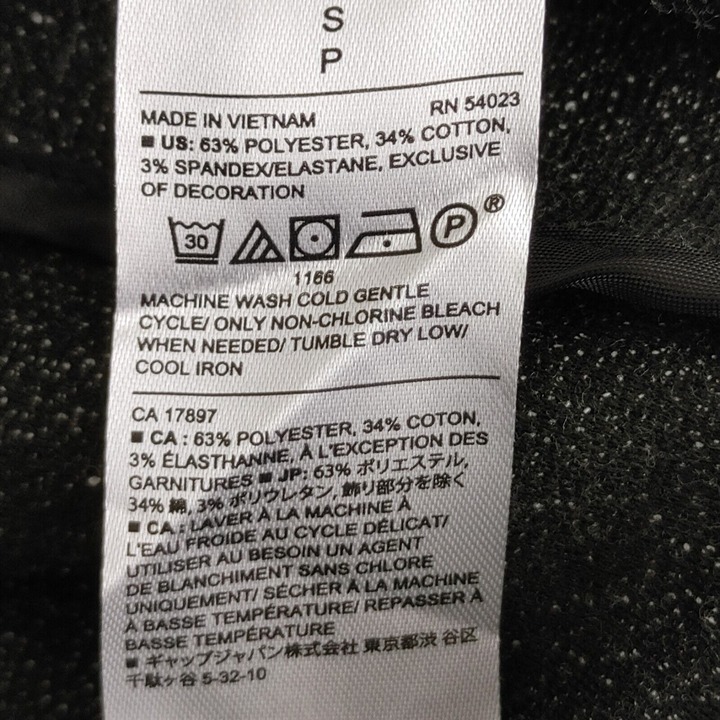 S
P
MADE IN VIETNAM RN 54023
■ US: 63% POLYESTER, 34% COTTON,
3% SPANDEX/ELASTANE, EXCLUSIVE
OF DECORATION
30 P ®
1166
MACHINE WASH COLD GENTLE
CYCLE/ ONLY NON-CHLORINE BLEACH
WHEN NEEDED/ TUMBLE DRY LOW/
COOL IRON
CA 17897
■ CA : 63% POLYESTER, 34% COTON,
3% ÉLASTHANNE, À L'EXCEPTION DES
GARNITURES ■ JP: 63% ポリエステル,
34% 綿, 3% ポリウレタン, 飾り部分を除く
■ CA : LAVER À LA MACHINE À
L'EAU FROIDE AU CYCLE DÉLICAT/
UTILISER AU BESOIN UN AGENT
DE BLANCHIMENT SANS CHLORE
UNIQUEMENT/ SÉCHER À LA MACHINE
À BASSE TEMPÉRATURE/ REPASSER À
BASSE TEMPÉRATURE
■ ギャップジャパン株式会社 東京都渋 谷区
千駄ヶ谷 5-32-10